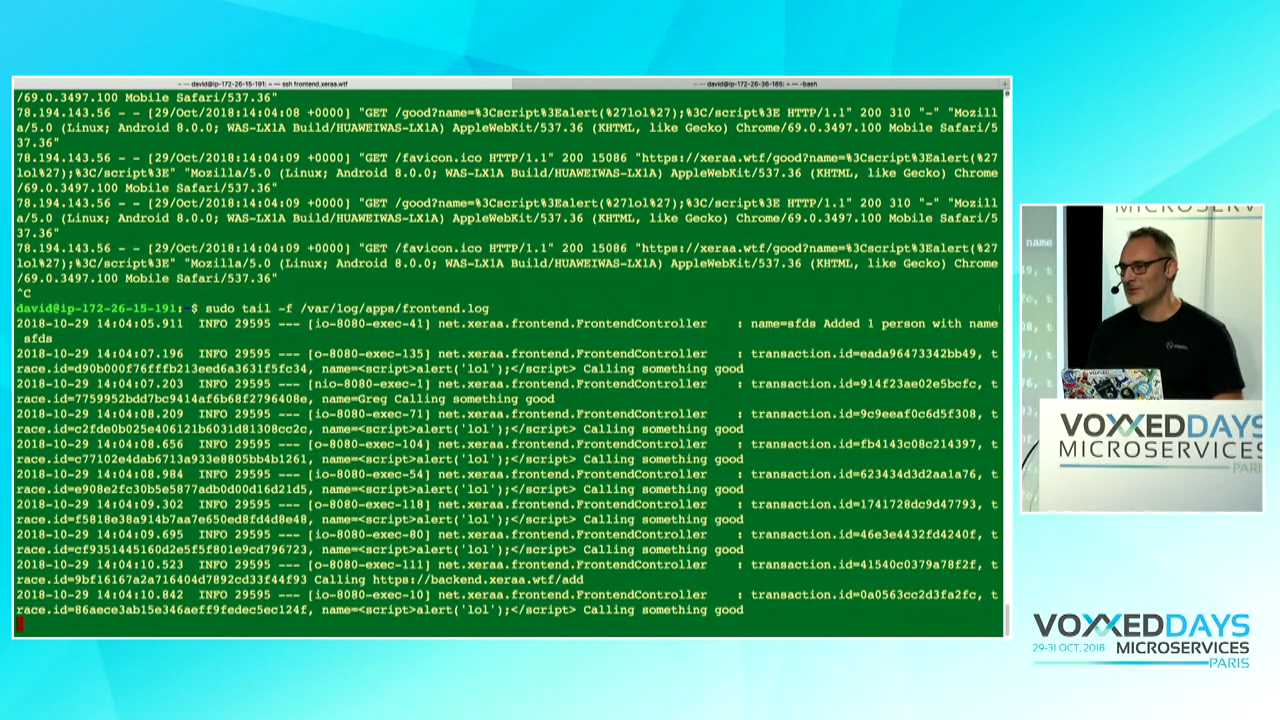 ~ — david@ip-172-26-15-191: ~ — ssh frontend.xeraa.wtf
~ — david@ip-172-26-36-185: ~ — -bash
/69.0.3497.100 Mobile Safari/537.36"
78.194.143.56 - - [29/Oct/2018:14:04:08 +0000] "GET /good?name=%3Cscript%3Ealert(%27lol%27);%3C/script%3E HTTP/1.1" 200 310 "-" "Mozill
a/5.0 (Linux; Android 8.0.0; WAS-LX1A Build/HUAWEIWAS-LX1A) AppleWebKit/537.36 (KHTML, like Gecko) Chrome/69.0.3497.100 Mobile Safari/5
37.36"
78.194.143.56 - - [29/Oct/2018:14:04:09 +0000] "GET /favicon.ico HTTP/1.1" 200 15086 "https://xeraa.wtf/good?name=%3Cscript%3Ealert(%27
lol%27);%3C/script%3E" "Mozilla/5.0 (Linux; Android 8.0.0; WAS-LX1A Build/HUAWEIWAS-LX1A) AppleWebKit/537.36 (KHTML, like Gecko) Chrome
/69.0.3497.100 Mobile Safari/537.36"
78.194.143.56 - - [29/Oct/2018:14:04:09 +0000] "GET /good?name=%3Cscript%3Ealert(%27lol%27);%3C/script%3E HTTP/1.1" 200 310 "-" "Mozill
a/5.0 (Linux; Android 8.0.0; WAS-LX1A Build/HUAWEIWAS-LX1A) AppleWebKit/537.36 (KHTML, like Gecko) Chrome/69.0.3497.100 Mobile Safari/5
37.36"
78.194.143.56 - - [29/Oct/2018:14:04:09 +0000] "GET /favicon.ico HTTP/1.1" 200 15086 "https://xeraa.wtf/good?name=%3Cscript%3Ealert(%27
lol%27);%3C/script%3E" "Mozilla/5.0 (Linux; Android 8.0.0; WAS-LX1A Build/HUAWEIWAS-LX1A) AppleWebKit/537.36 (KHTML, like Gecko) Chrome
/69.0.3497.100 Mobile Safari/537.36"
^C
david@ip-172-26-15-191:~$ sudo tail -f /var/log/apps/frontend.log
2018-10-29 14:04:05.911 INFO 29595 --- [io-8080-exec-41] net.xeraa.frontend.FrontendController : name=sfds Added 1 person with name
sfds
2018-10-29 14:04:07.196 INFO 29595 --- [o-8080-exec-135] net.xeraa.frontend.FrontendController : transaction.id=eada96473342bb49, t
race.id=d90b000f76fffb213eed6a3631f5fc34, name=<script>alert('lol');</script> Calling something good
2018-10-29 14:04:07.203 INFO 29595 --- [nio-8080-exec-1] net.xeraa.frontend.FrontendController : transaction.id=914f23ae02e5bcfc, t
race.id=7759952bdd7bc9414af6b68f2796408e, name=Greg Calling something good
2018-10-29 14:04:08.209 INFO 29595 --- [io-8080-exec-71] net.xeraa.frontend.FrontendController : transaction.id=9c9eeaf0c6d5f308, t
race.id=c2fde0b025e406121b6031d81308cc2c, name=<script>alert('lol');</script> Calling something good
2018-10-29 14:04:08.656 INFO 29595 --- [o-8080-exec-104] net.xeraa.frontend.FrontendController : transaction.id=fb4143c08c214397, t
race.id=c77102e4dab6713a933e8805bb4b1261, name=<script>alert('lol');</script> Calling something good
2018-10-29 14:04:08.984 INFO 29595 --- [io-8080-exec-54] net.xeraa.frontend.FrontendController : transaction.id=623434d3d2aa1a76, t
race.id=e908e2fc30b5e5877adb0d00d16d21d5, name=<script>alert('lol');</script> Calling something good
2018-10-29 14:04:09.302 INFO 29595 --- [o-8080-exec-118] net.xeraa.frontend.FrontendController : transaction.id=1741728dc9d47793, t
race.id=f5818e38a914b7aa7e650ed8fd4d8e48, name=<script>alert('lol');</script> Calling something good
2018-10-29 14:04:09.695 INFO 29595 --- [io-8080-exec-80] net.xeraa.frontend.FrontendController : transaction.id=46e3e4432fd4240f, t
race.id=cf9351445160d2e5f5f801e9cd796723, name=<script>alert('lol');</script> Calling something good
2018-10-29 14:04:10.523 INFO 29595 --- [o-8080-exec-111] net.xeraa.frontend.FrontendController : transaction.id=41540c0379a78f2f, t
race.id=9bf16167a2a716404d7892cd33f44f93 Calling https://backend.xeraa.wtf/add
2018-10-29 14:04:10.842 INFO 29595 --- [io-8080-exec-10] net.xeraa.frontend.FrontendController : transaction.id=0a0563cc2d3fa2fc, t
race.id=86aece3ab15e346aeff9fedec5ec124f, name=<script>alert('lol');</script> Calling something good
MICROSERV
name
VOXXEDDAYS
MICROSERVICES
PARIS
VOXXEDDAYS
29-31 OCT, 2018 MICROSERVICES
PARIS